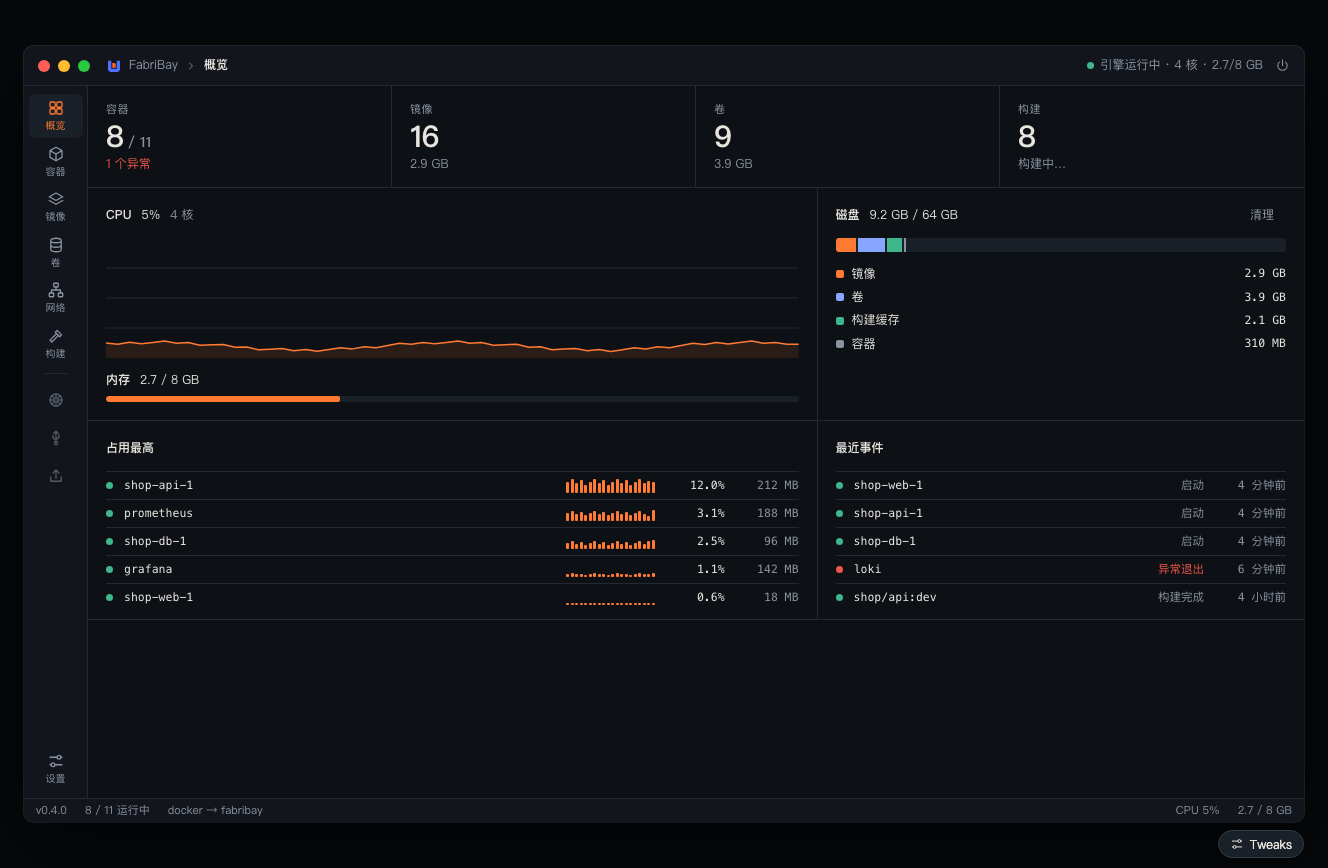 FabriBay › 概览
引擎运行中 · 4 核 · 2.7/8 GB
概览
容器
镜像
卷
网络
构建
设置
容器
8 / 11
1 个异常
镜像
16
2.9 GB
卷
9
3.9 GB
构建
8
构建中…
CPU 5% 4 核
内存 2.7 / 8 GB
磁盘 9.2 GB / 64 GB 清理
镜像 2.9 GB
卷 3.9 GB
构建缓存 2.1 GB
容器 310 MB
占用最高
shop-api-1 12.0% 212 MB
prometheus 3.1% 188 MB
shop-db-1 2.5% 96 MB
grafana 1.1% 142 MB
shop-web-1 0.6% 18 MB
最近事件
shop-web-1 启动 4 分钟前
shop-api-1 启动 4 分钟前
shop-db-1 启动 4 分钟前
loki 异常退出 6 分钟前
shop/api:dev 构建完成 4 小时前
v0.4.0 8 / 11 运行中 docker → fabribay
CPU 5% 2.7 / 8 GB
Tweaks